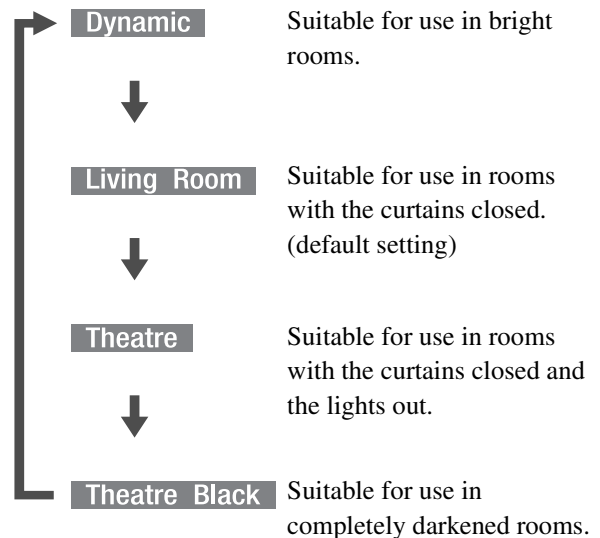 Dynamic
Suitable for use in bright
rooms.
Living Room
Suitable for use in rooms
with the curtains closed.
(default setting)
Theatre
Suitable for use in rooms
with the curtains closed and
the lights out.
Theatre Black
Suitable for use in
completely darkened rooms.